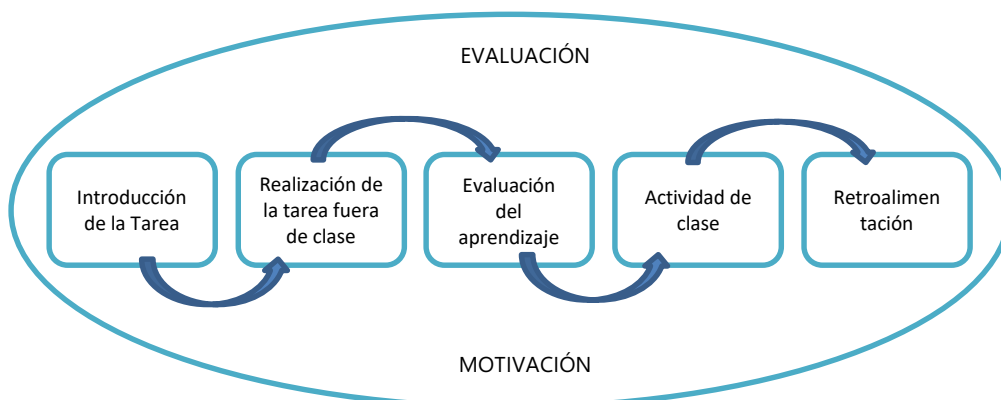 EVALUACIÓN
Introducción
de la Tarea
Realización de
la tarea fuera
de clase
Evaluación
del
aprendizaje
Actividad de
clase
Retroalimen
tación
MOTIVACIÓN